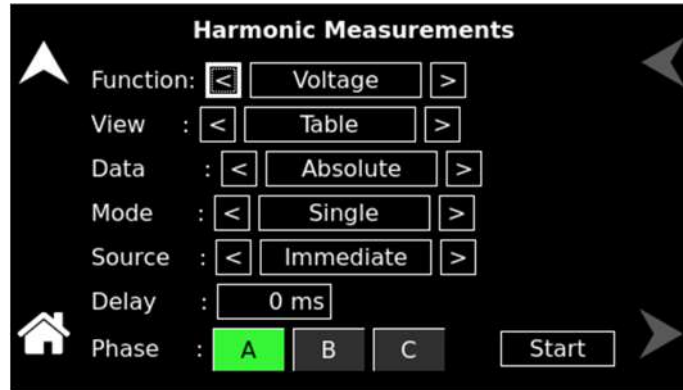 Harmonic Measurements
Function: < Voltage >
View : < Table >
Data : < Absolute >
Mode : < Single >
Source : < Immediate >
Delay : 0 ms
Phase : A B C Start